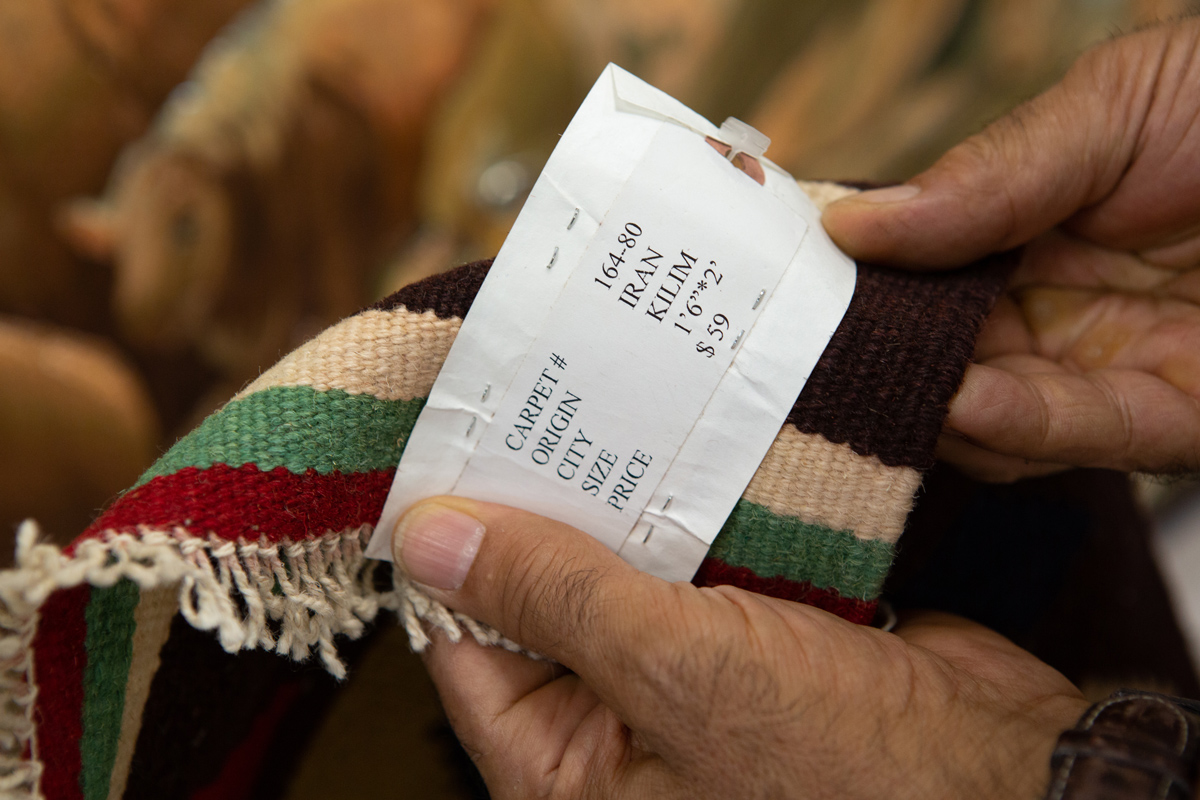 CARPET # 164-80
ORIGIN IRAN
CITY KILIM
SIZE 1'6"*2'
PRICE $ 59